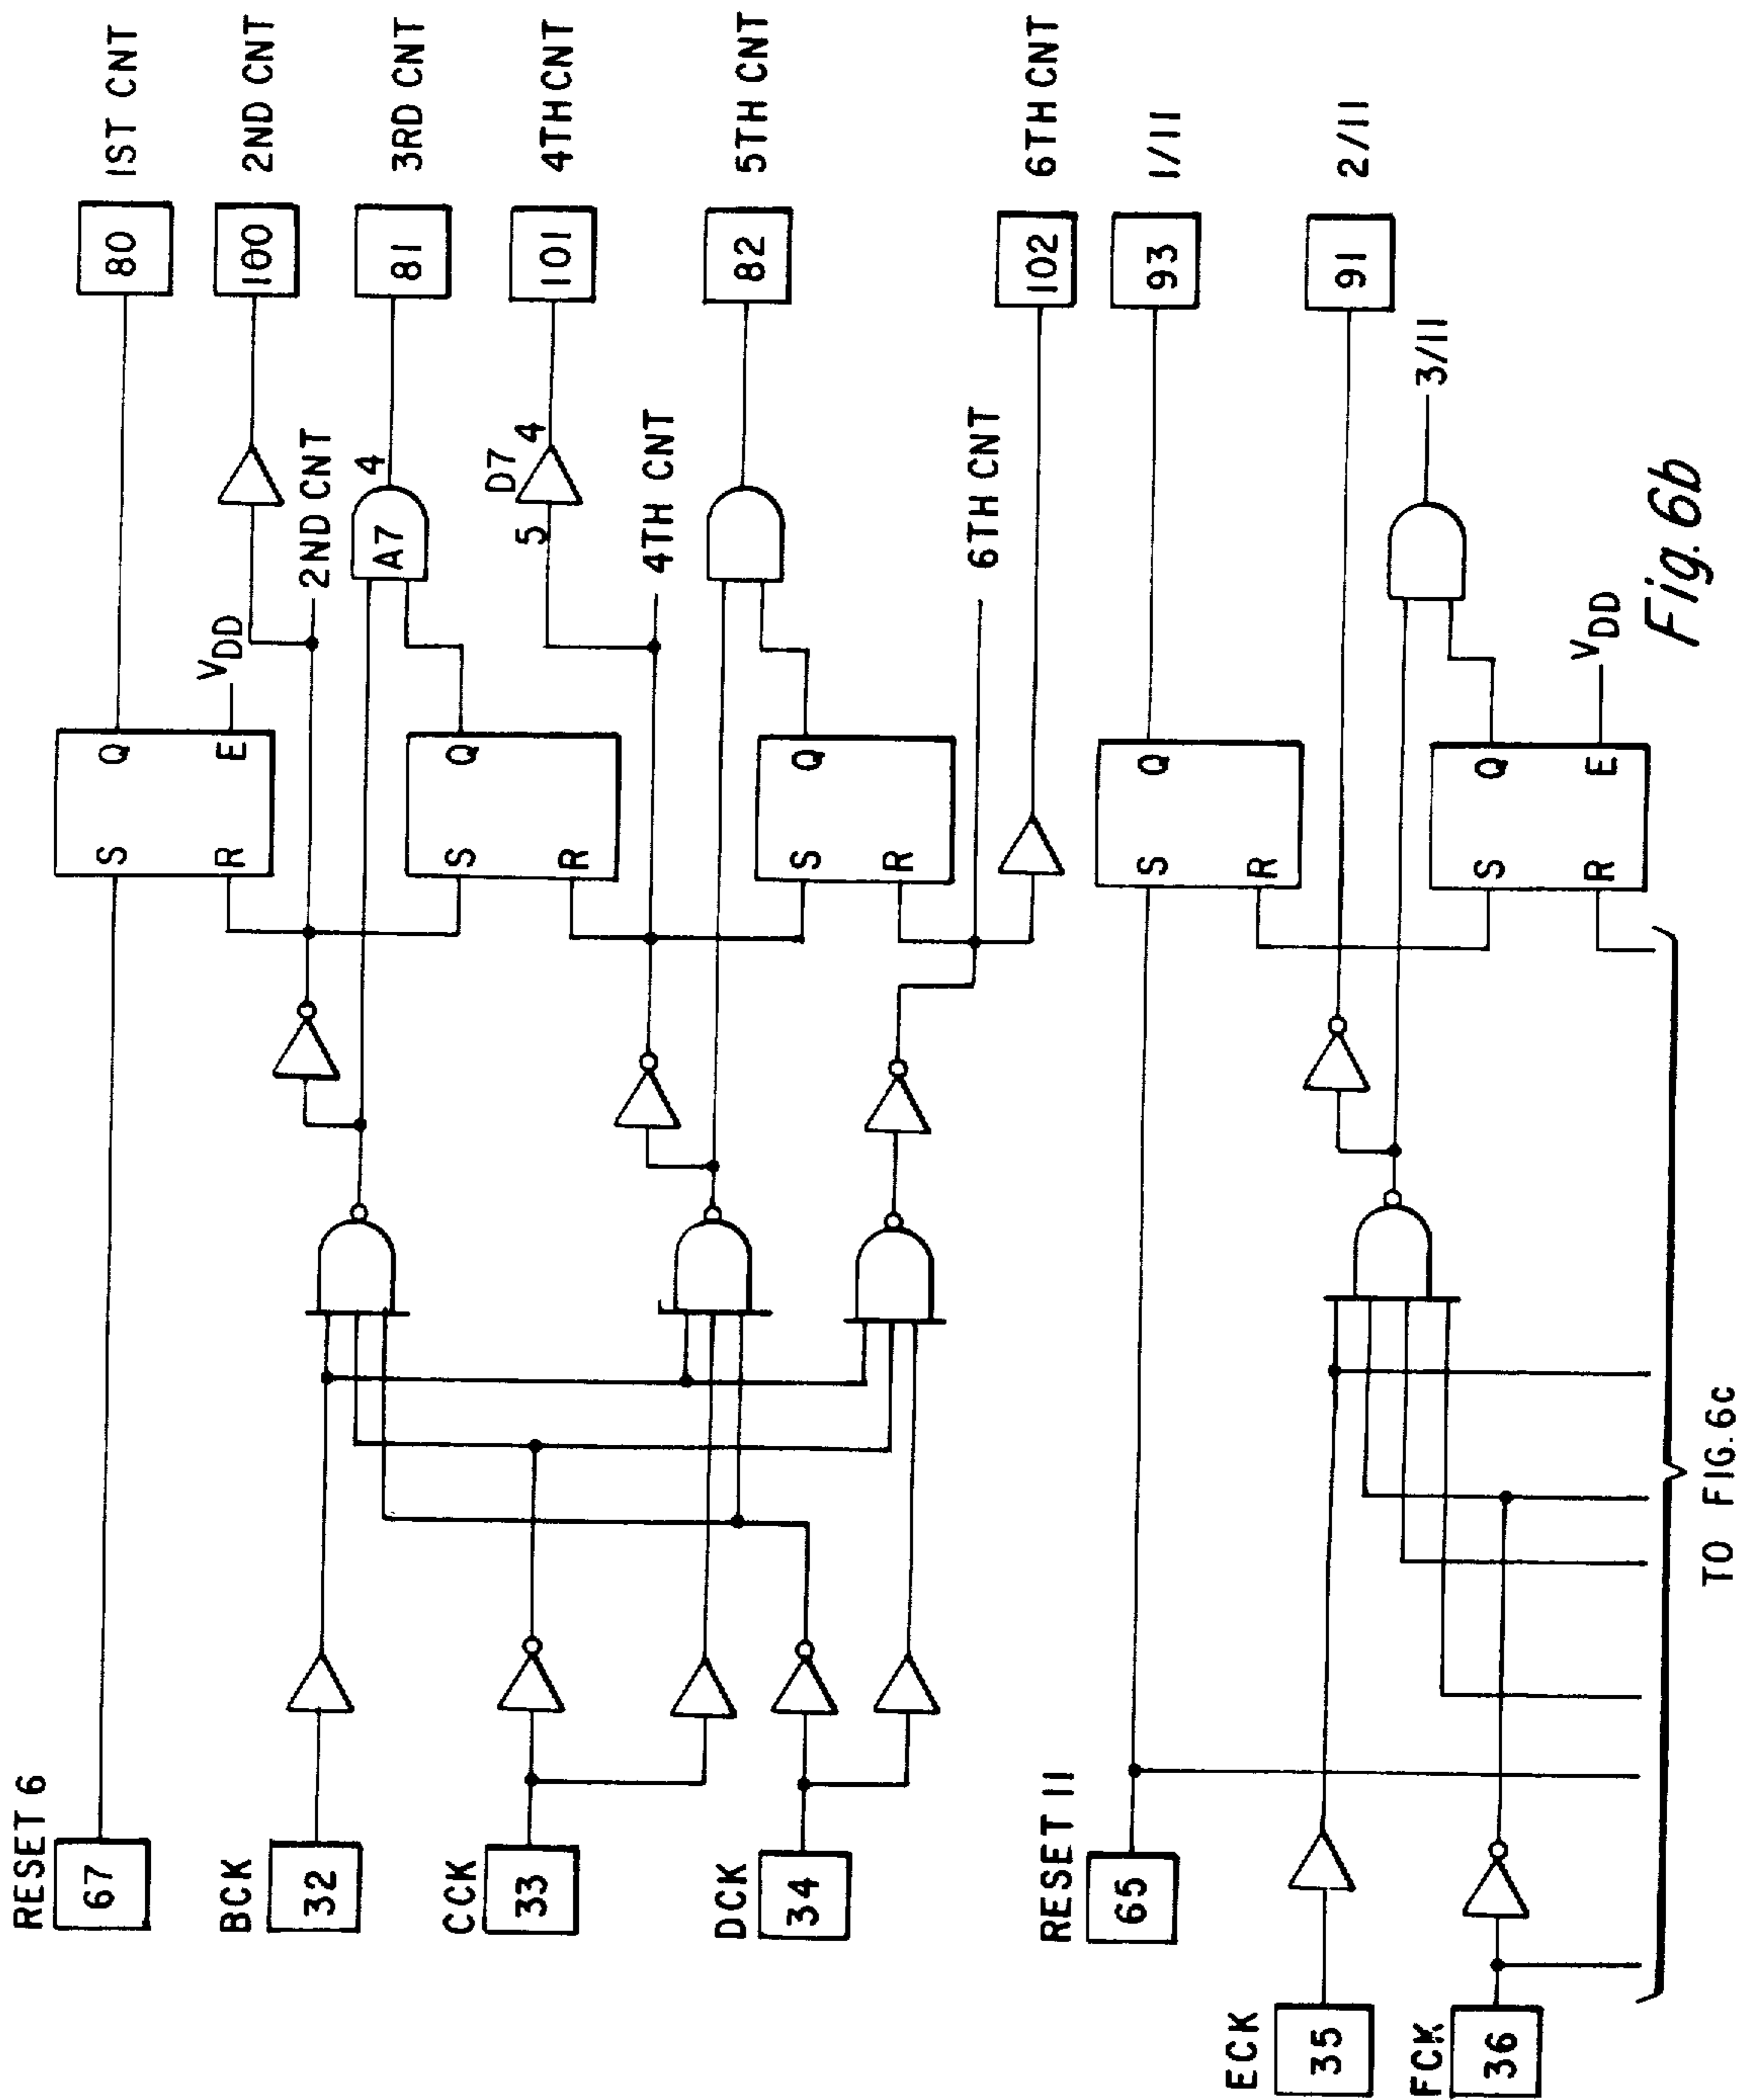 RESET 6
67
S
Q
80
1ST CNT
R
E
VDD
100
2ND CNT
2ND CNT
BCK
32
A7
4
81
3RD CNT
S
Q
R
CCK
33
5
D7
4
101
4TH CNT
4TH CNT
DCK
34
S
Q
R
82
5TH CNT
6TH CNT
102
6TH CNT
RESET 11
65
S
Q
R
93
1/11
ECK
35
91
2/11
3/11
FCK
36
S
Q
R
E
VDD
TO FIG.6c
Fig. 6b